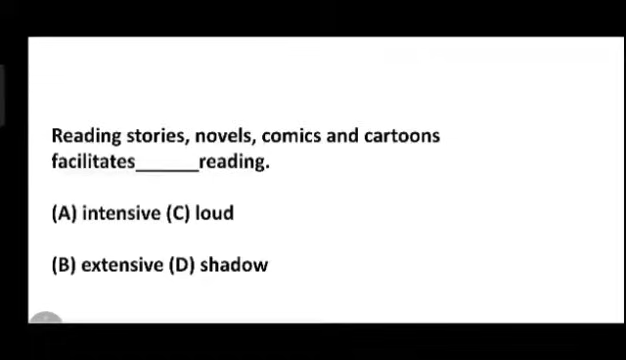 Reading stories, novels, comics and cartoons
facilitates______reading.
(A) intensive (C) loud
(B) extensive (D) shadow